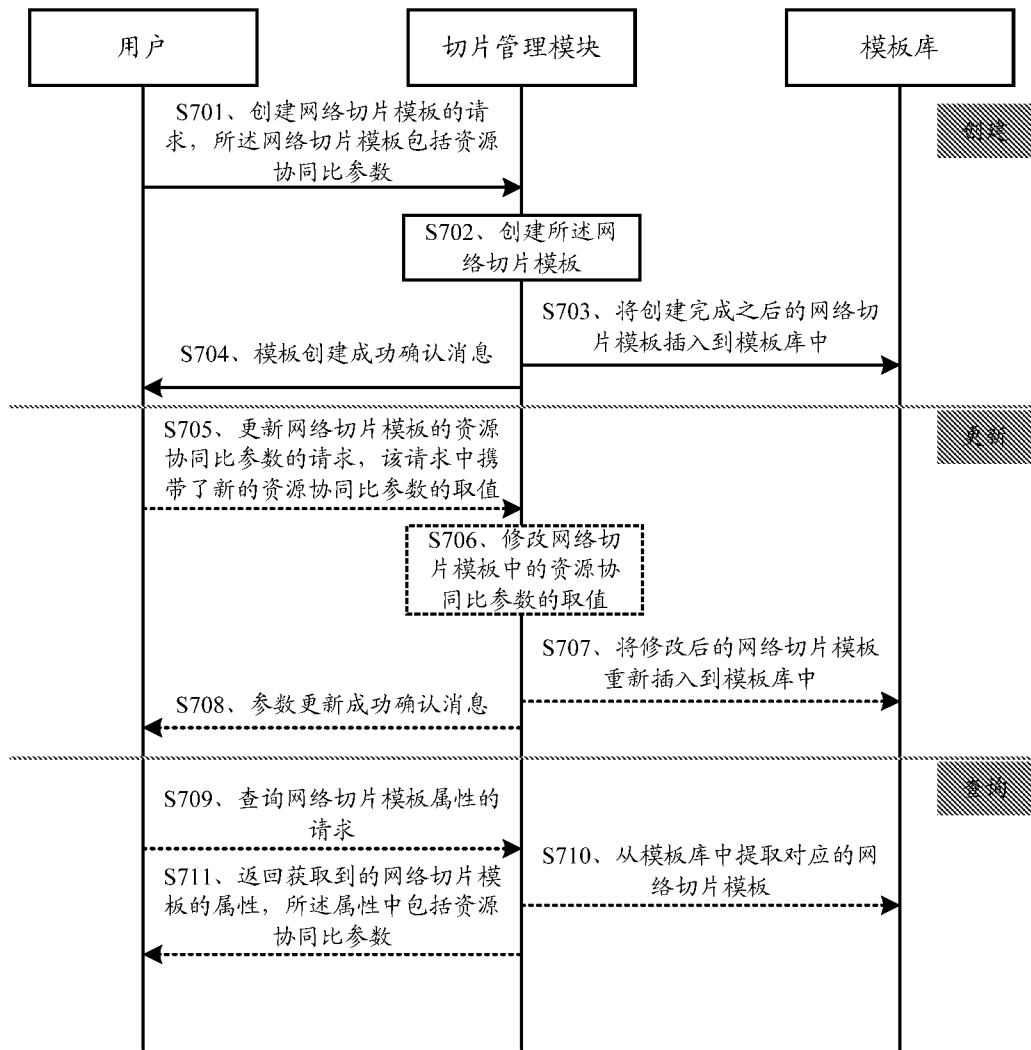 用户
切片管理模块
模板库
S701、创建网络切片模板的请
求，所述网络切片模板包括资源
协同比参数
创建
S702、创建所述网
络切片模板
S703、将创建完成之后的网络切
片模板插入到模板库中
S704、模板创建成功确认消息
更新
S705、更新网络切片模板的资源
协同比参数的请求，该请求中携
带了新的资源协同比参数的取值
S706、修改网络切
片模板中的资源协
同比参数的取值
S707、将修改后的网络切片模板
重新插入到模板库中
S708、参数更新成功确认消息
查询
S709、查询网络切片模板属性的
请求
S710、从模板库中提取对应的网
络切片模板
S711、返回获取到的网络切片模
板的属性，所述属性中包括资源
协同比参数